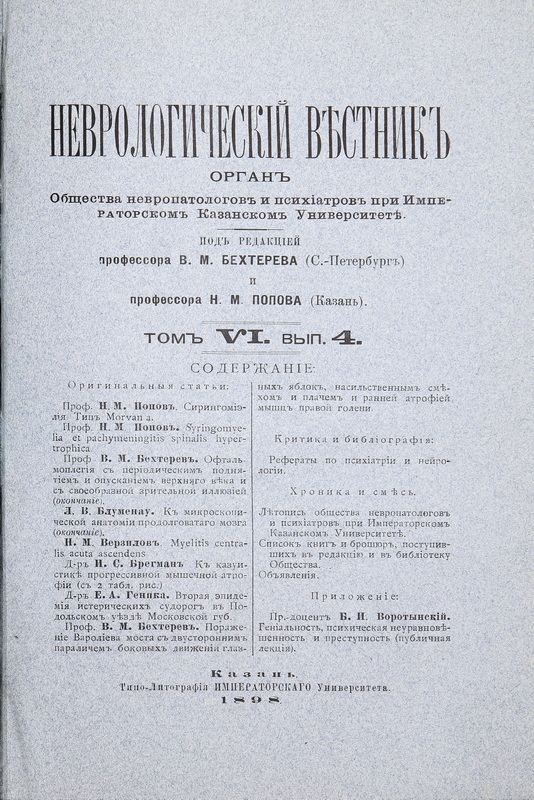 НЕВРОЛОГИЧЕСКІЙ ВѢСТНИКЪ
ОРГАНЪ
Общества невропатологовъ и психіатровъ при Импе-
раторскомъ Казанскомъ Университетѣ.
ПОДЪ РЕДАКЦІЕЙ
профессора В. М. БЕХТЕРЕВА (С.-Петербургъ)
и
профессора Н. М. ПОПОВА (Казань).
ТОМЪ VI. ВЫП. 4.
СОДЕРЖАНІЕ:
Оригинальныя статьи:
Проф. Н. М. Поповъ. Сирингоміэ-
лія Типъ Morvan'а.
Проф. Н. М. Поповъ. Syringomye-
lia et pachymeningitis spinalis hyper-
trophica
Проф В. М. Бехтеревъ. Офталь-
моплегія съ періодическимъ подня-
тіемъ и опусканіемъ верхняго вѣка и
съ своеобразной зрительной иллюзіей
(окончаніе).
Л. В. Блуменау. Къ микроскопи-
ческой анатоміи продолговатаго мозга
(окончаніе).
Н. М. Верзиловъ. Myelitis centra-
lis acuta ascendens
Д-ръ Н. С. Брегманъ. Къ казуи-
стикѣ прогрессивной мышечной атро-
фіи (съ 2 табл. рис.)
Д-ръ Е. А. Геника. Вторая эпиде-
мія истерическихъ судорогъ въ По-
дольскомъ уѣздѣ Московской губ.
Проф. В. М. Бехтеревъ. Пораже-
ніе Вароліева моста съ двустороннимъ
параличемъ боковыхъ движеній глаз-
ныхъ яблокъ, насильственнымъ смѣ-
хомъ и плачемъ и ранней атрофіей
мышцъ правой голени.
Критика и библіографія:
Рефераты по психіатріи и нейро-
логіи.
Хроника и смѣсь.
Лѣтопись общества невропатологовъ
и психіатровъ при Императорскомъ
Казанскомъ Университетѣ.
Списокъ книгъ и брошюръ, поступив-
шихъ въ редакцію и въ библіотеку
Общества.
Объявленія.
Приложеніе:
Пр.-доцентъ Б. И. Воротынскій.
Геніальность, психическая неуравновѣ-
шенность и преступность (публичная
лекція).
Казань.
Типо-Литографія ИМПЕРАТОРСКАГО Университета.
1898